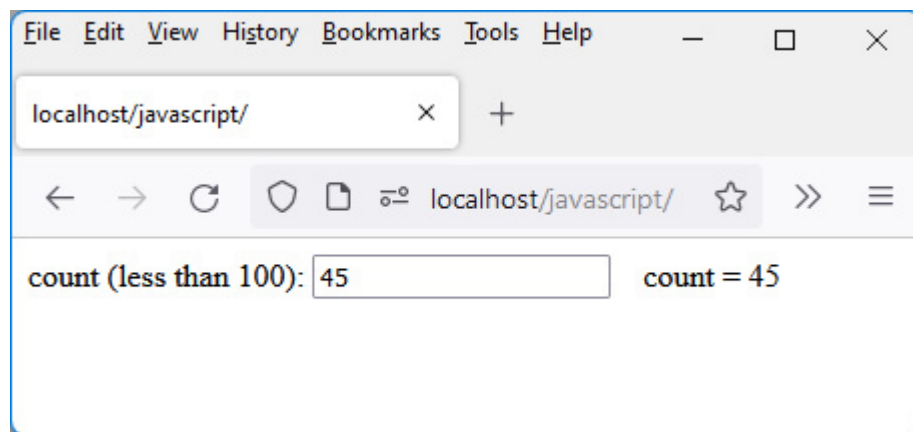 File Edit View History Bookmarks Tools Help
localhost/javascript/
localhost/javascript/
count (less than 100): 45 count = 45